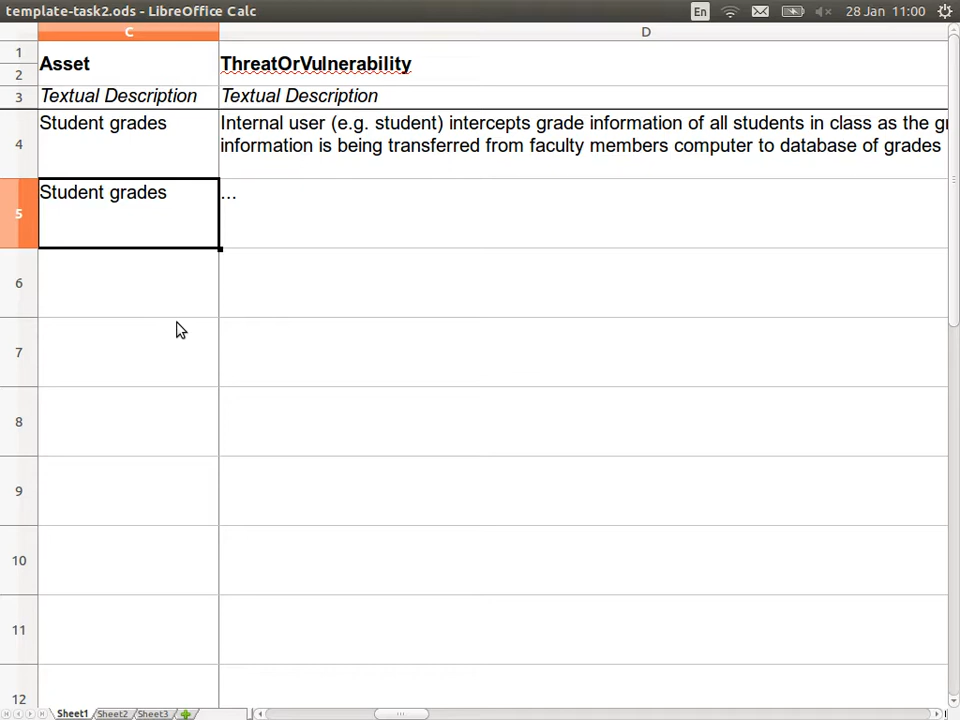 template-task2.ods - LibreOffice Calc
En
28 Jan 11:00
C
D
1
Asset
ThreatOrVulnerability
2
3
Textual Description
Textual Description
4
Student grades
Internal user (e.g. student) intercepts grade information of all students in class as the
information is being transferred from faculty members computer to database of grades
5
Student grades
...
6
7
8
9
10
11
12
Sheet1
Sheet2
Sheet3